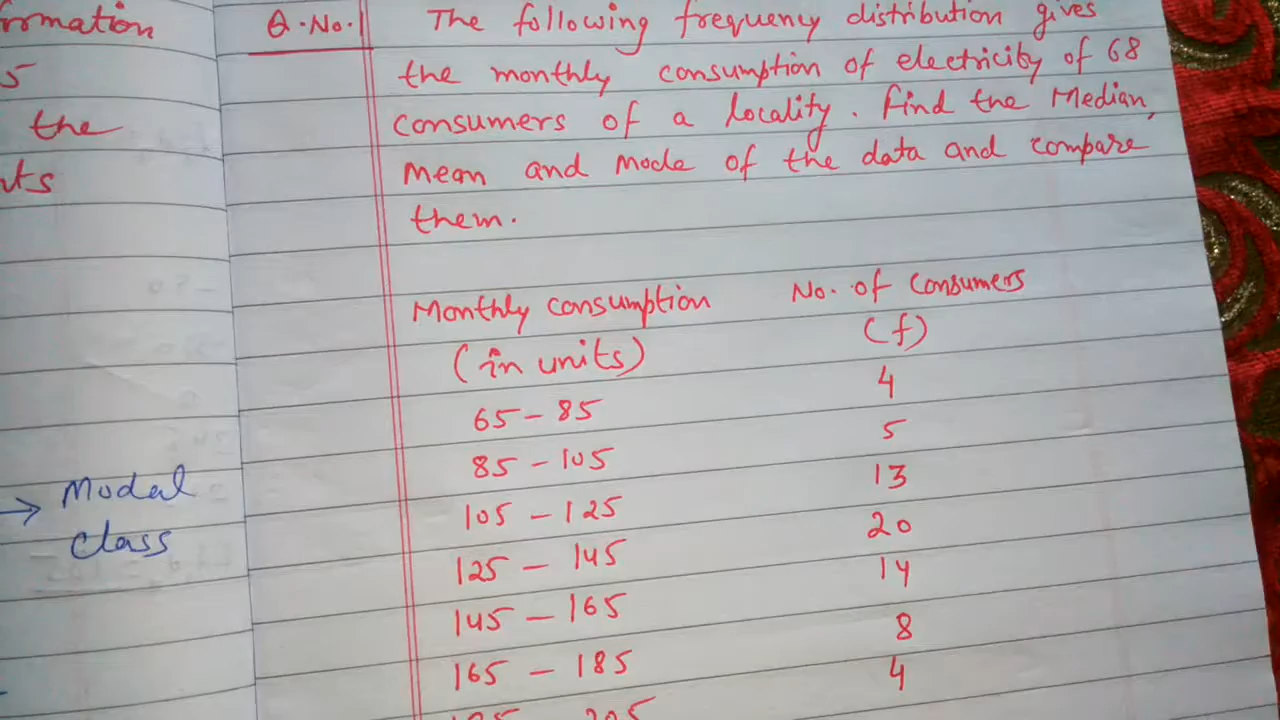 rmation
5
the
nts
→ Modal
class
Q.No.
The following frequency distribution gives
the monthly consumption of electricity of 68
consumers of a locality. Find the Median,
mean and mode of the data and compare
them.
Monthly consumption No. of Consumers
(in units) (f)
65 - 85 4
85 - 105 5
105 - 125 13
125 - 145 20
145 - 165 14
165 - 185 8
4